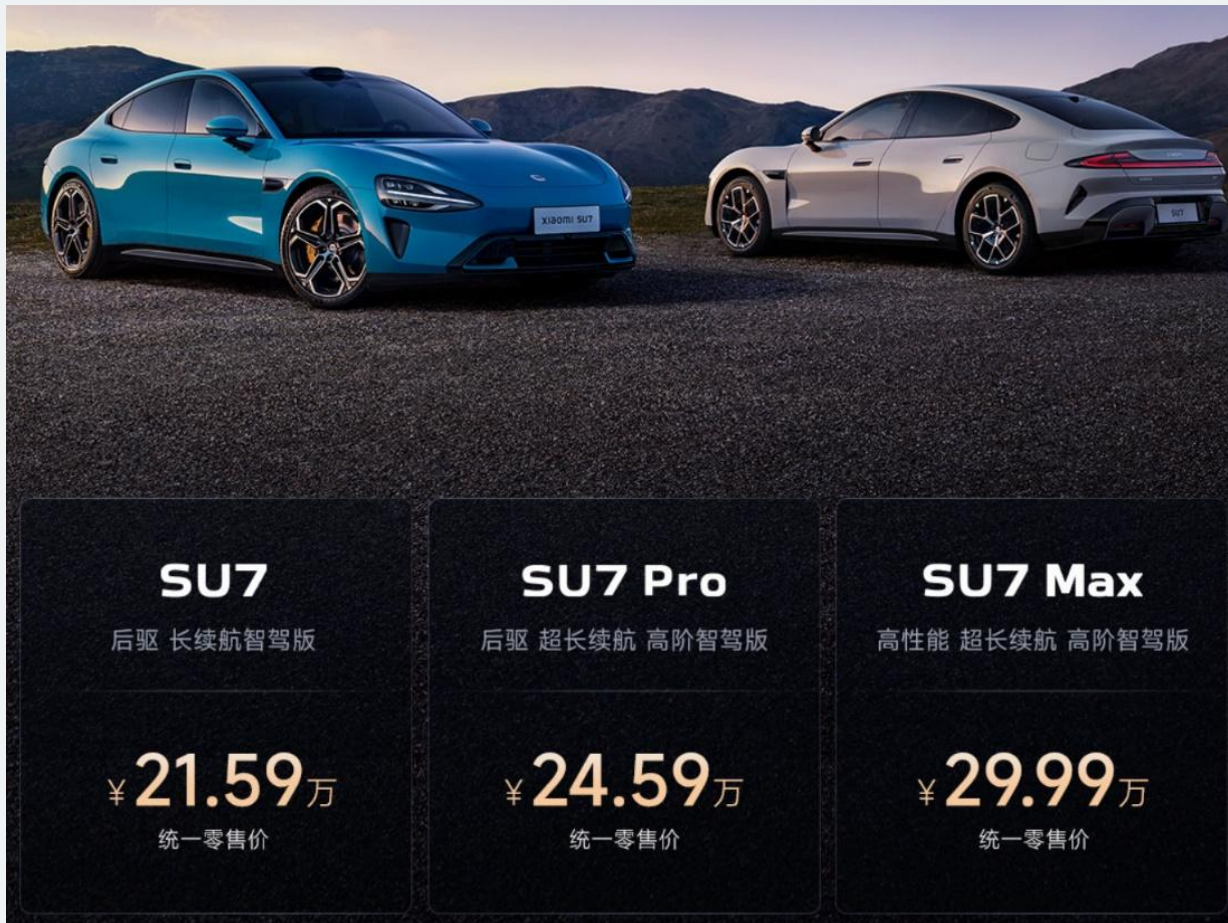 XIAOMI SU7
SU7
SU7
后驱 长续航智驾版
¥21.59万
统一零售价
SU7 Pro
后驱 超长续航 高阶智驾版
¥24.59万
统一零售价
SU7 Max
高性能 超长续航 高阶智驾版
¥29.99万
统一零售价